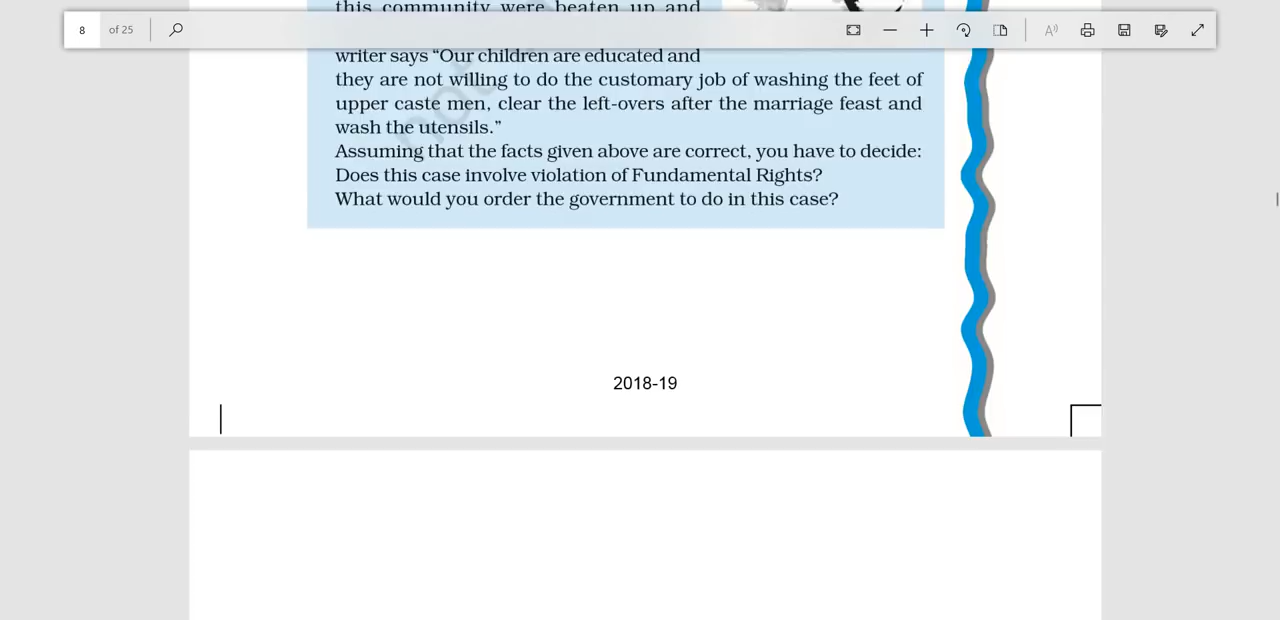 this community were beaten up and
8 of 25
writer says “Our children are educated and
they are not willing to do the customary job of washing the feet of
upper caste men, clear the left-overs after the marriage feast and
wash the utensils.”
Assuming that the facts given above are correct, you have to decide:
Does this case involve violation of Fundamental Rights?
What would you order the government to do in this case?
2018-19